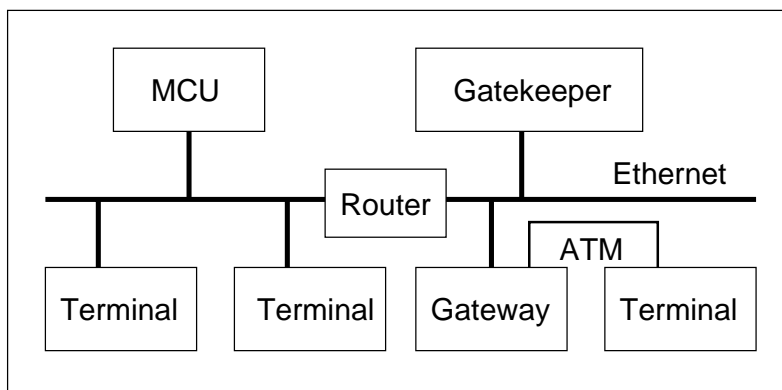 MCU
Gatekeeper
Ethernet
Router
ATM
Terminal
Terminal
Gateway
Terminal